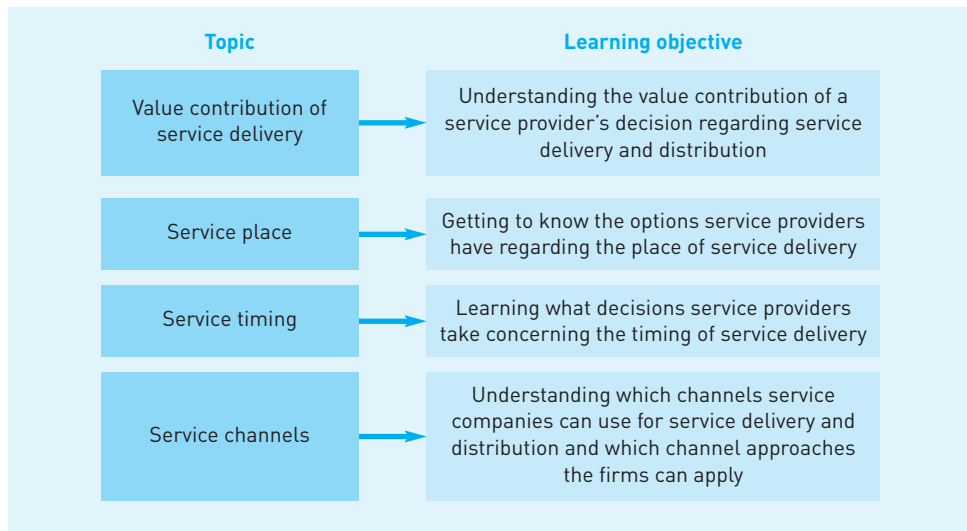 Topic
Learning objective
Value contribution of
service delivery
Understanding the value contribution of a
service provider's decision regarding service
delivery and distribution
Service place
Getting to know the options service providers
have regarding the place of service delivery
Service timing
Learning what decisions service providers
take concerning the timing of service delivery
Service channels
Understanding which channels service
companies can use for service delivery and
distribution and which channel approaches
the firms can apply